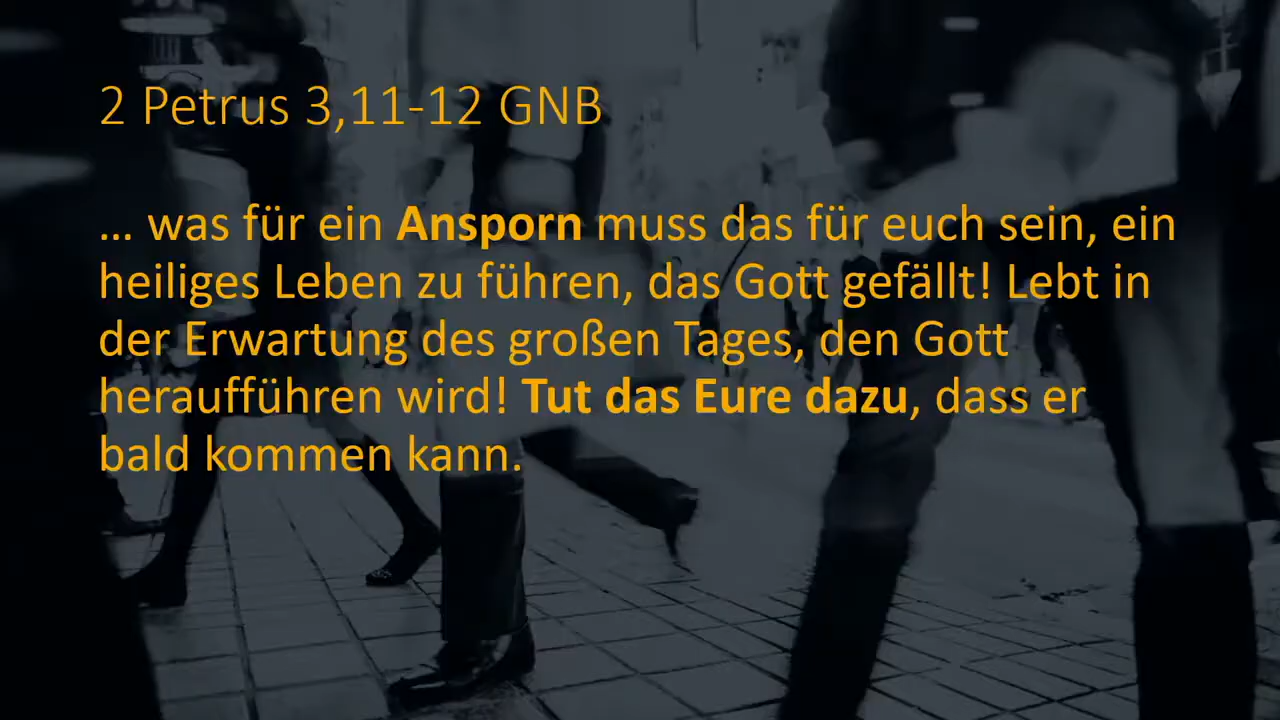 2 Petrus 3,11-12 GNB
... was für ein Ansporn muss das für euch sein, ein
heiliges Leben zu führen, das Gott gefällt! Lebt in
der Erwartung des großen Tages, den Gott
heraufführen wird! Tut das Eure dazu, dass er
bald kommen kann.